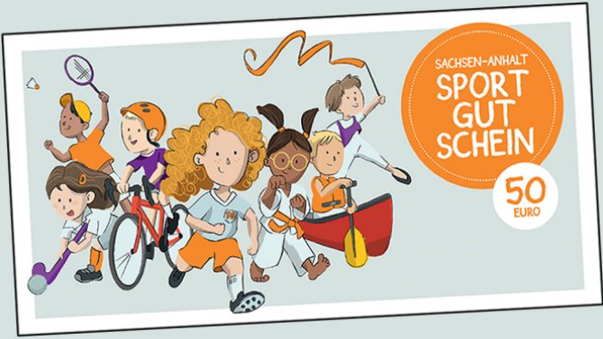 SACHSEN-ANHALT
SPORT
GUT
SCHEIN
50
EURO